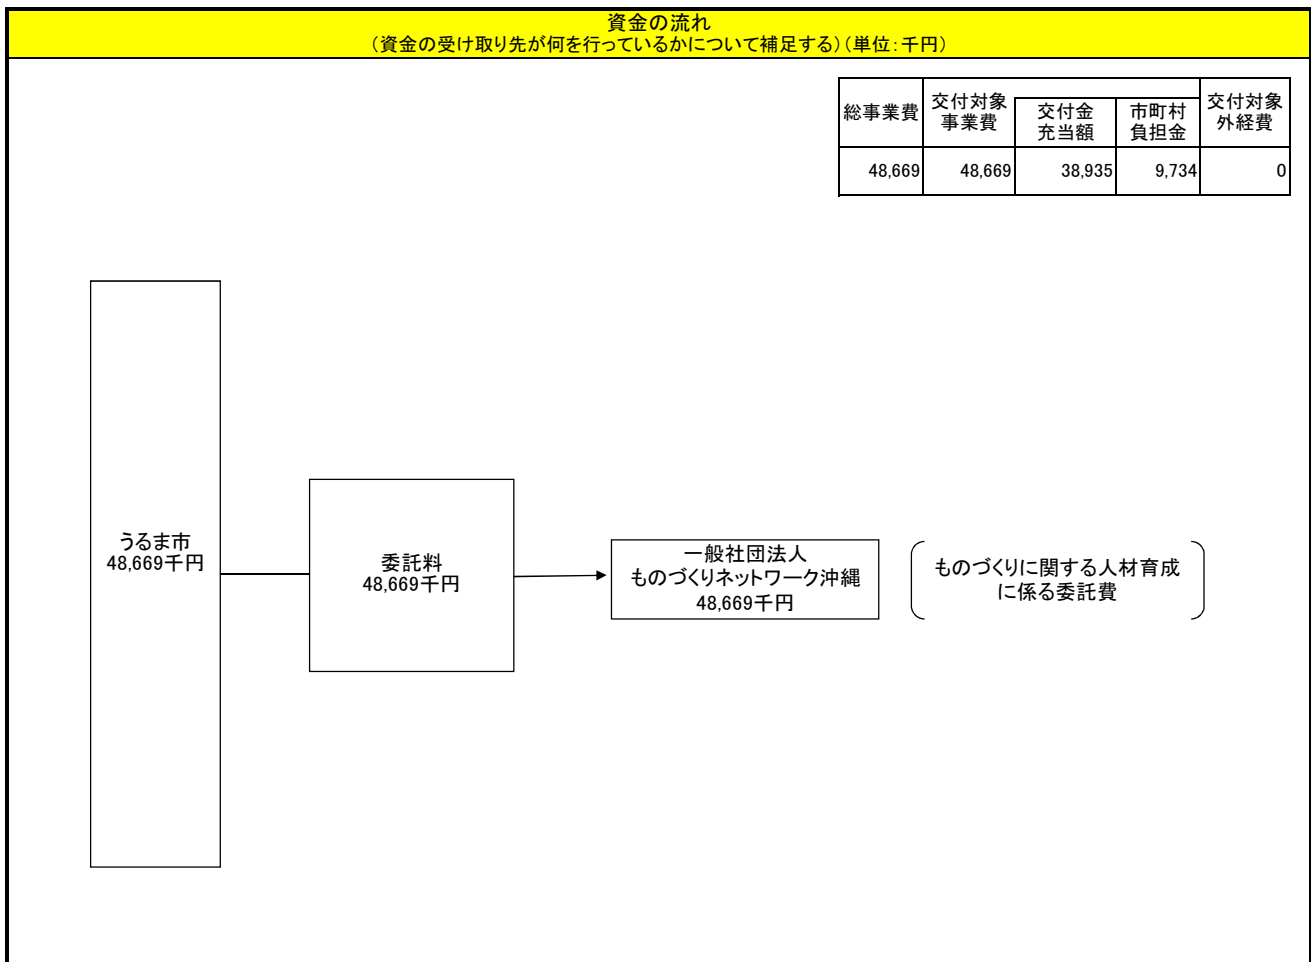 資金の流れ
（資金の受け取り先が何を行っているかについて補足する）（単位：千円）
総事業費
交付対象
事業費
交付金
充当額
市町村
負担金
交付対象
外経費
48,669 48,669 38,935 9,734 0
うるま市
48,669千円
委託料
48,669千円
一般社団法人
ものづくりネットワーク沖縄
48,669千円
ものづくりに関する人材育成
に係る委託費